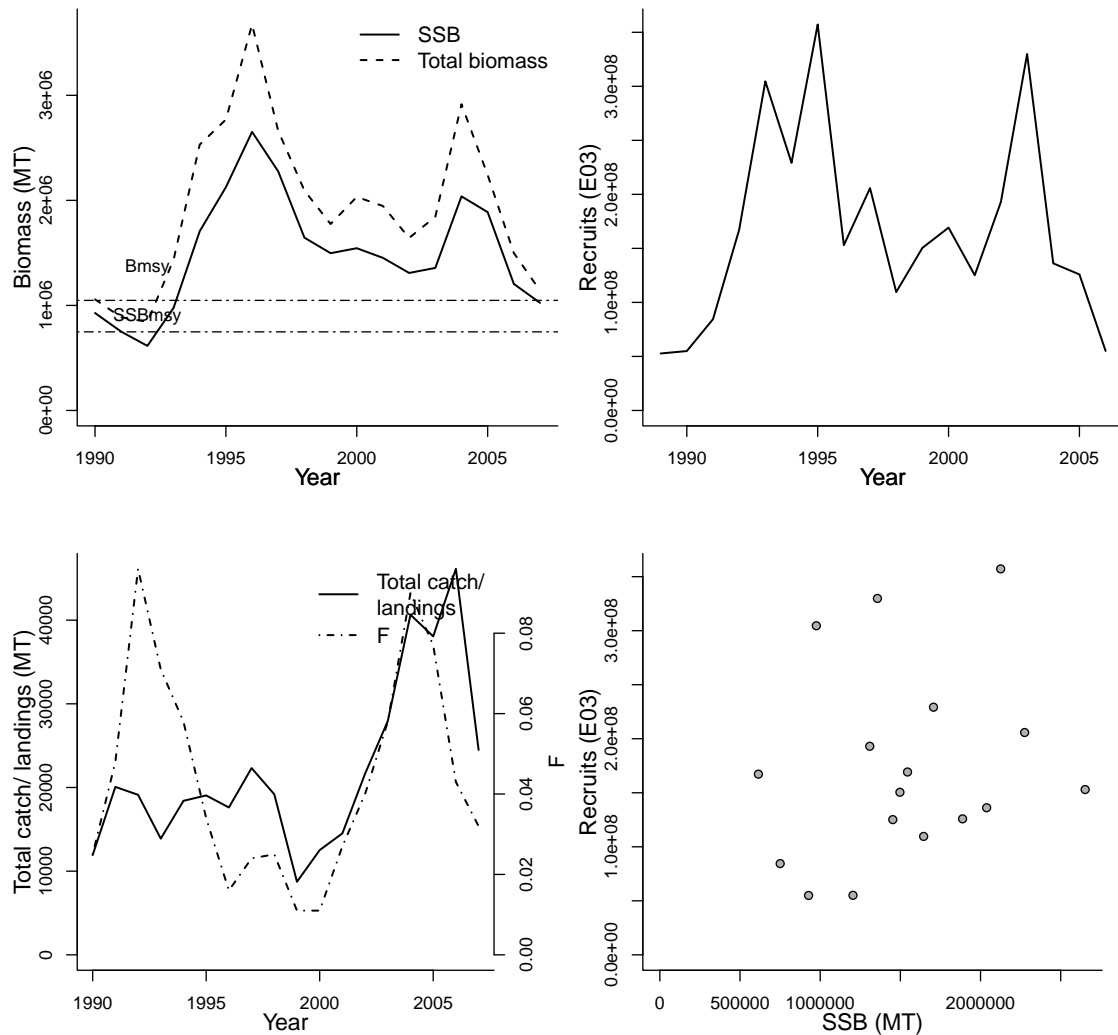 SSB
Total biomass
Biomass (MT)
3e+06
2e+06
1e+06
0e+00
Bmsy
SSBmsy
1990
1995
2000
2005
Year
Recruits (E03)
3.0e+08
2.0e+08
1.0e+08
0.0e+00
1990
1995
2000
2005
Year
Total catch/
landings
F
Total catch/ landings (MT)
40000
30000
20000
10000
0
0.08
0.06
0.04
0.02
0.00
F
1990
1995
2000
2005
Year
Recruits (E03)
3.0e+08
2.0e+08
1.0e+08
0.0e+00
0
500000
1000000
2000000
SSB (MT)